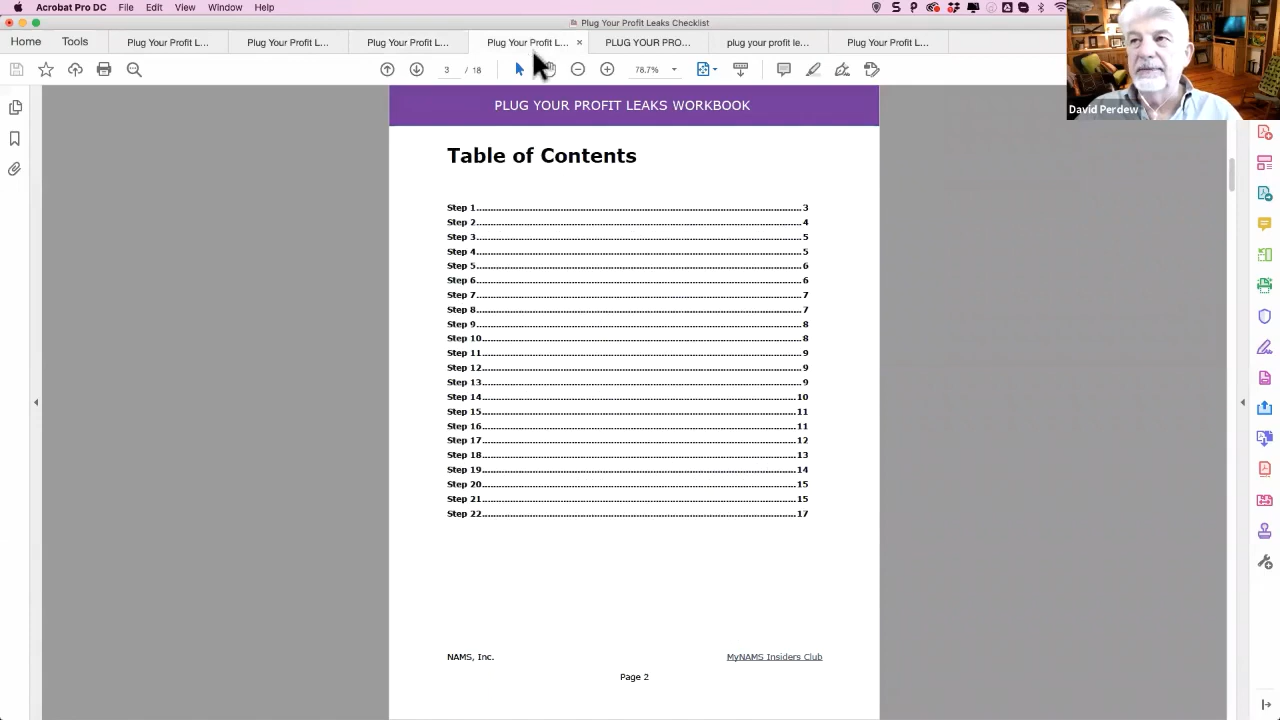 Acrobat Pro DC File Edit View Window Help
Plug Your Profit Leaks Checklist
Home Tools Plug Your Profit L... Plug Your Profit L... Plug Your Profit L... Plug Your Profit L... × PLUG YOUR PRO... plug your profit le... Plug Your Profit L...
3 / 18 78.7%
David Perdew
PLUG YOUR PROFIT LEAKS WORKBOOK
Table of Contents
Step 1 3
Step 2 4
Step 3 5
Step 4 5
Step 5 6
Step 6 6
Step 7 7
Step 8 7
Step 9 8
Step 10 8
Step 11 9
Step 12 9
Step 13 9
Step 14 10
Step 15 11
Step 16 11
Step 17 12
Step 18 13
Step 19 14
Step 20 15
Step 21 15
Step 22 17
NAMS, Inc. MyNAMS Insiders Club
Page 2